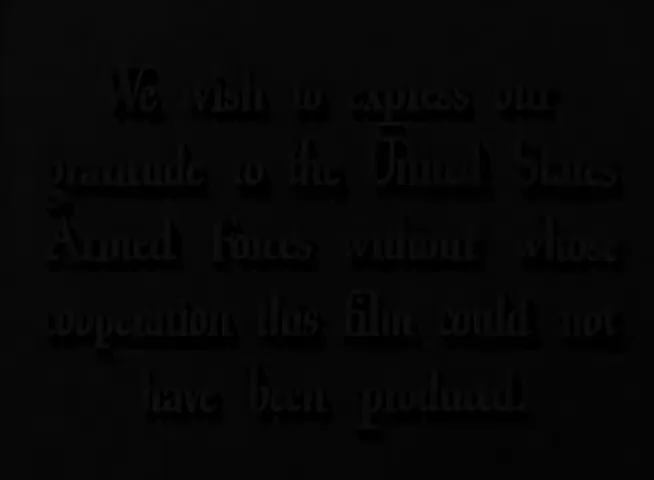 We wish to express our
gratitude to the United States
Armed Forces without whose
cooperation this film could not
have been produced.